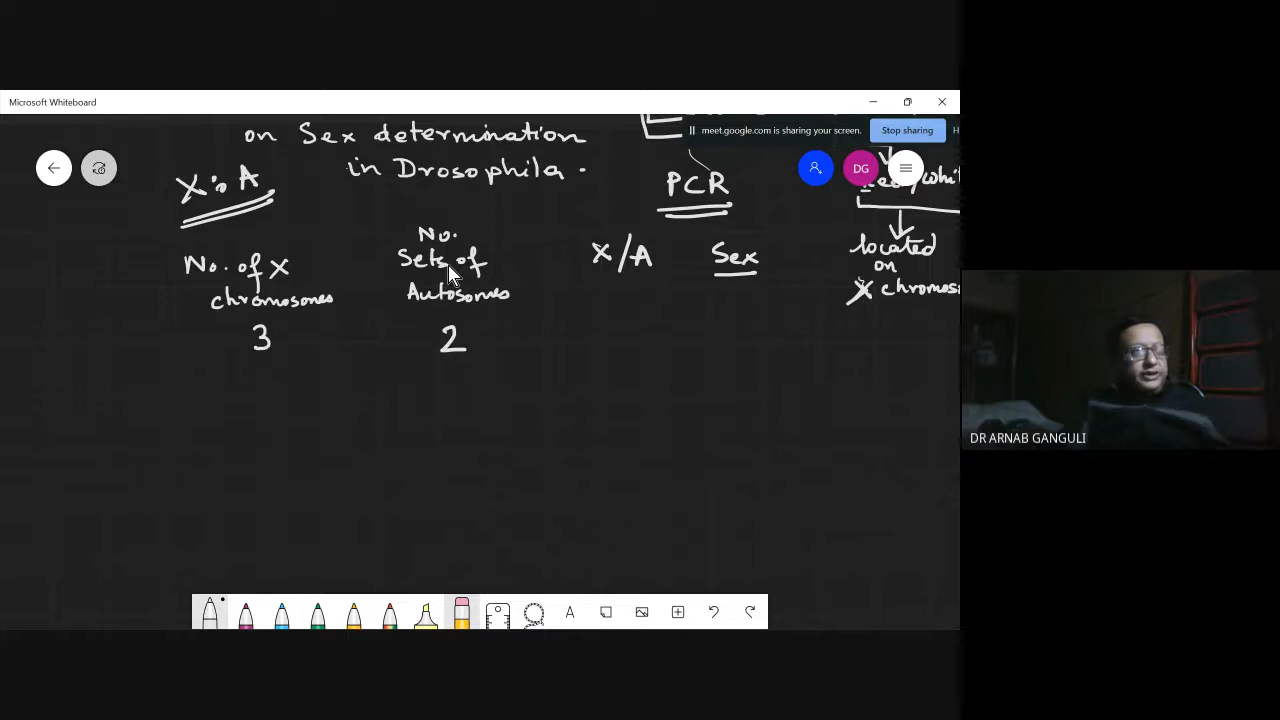 Microsoft Whiteboard
on Sex determination
in Drosophila.
X:A
No. of X
chromosomes
3
No.
Sets of
Autosomes
2
X/A
Sex
meet.google.com is sharing your screen.
Stop sharing
H
DG
PCR
located
on
X
A
DR ARNAB GANGULI